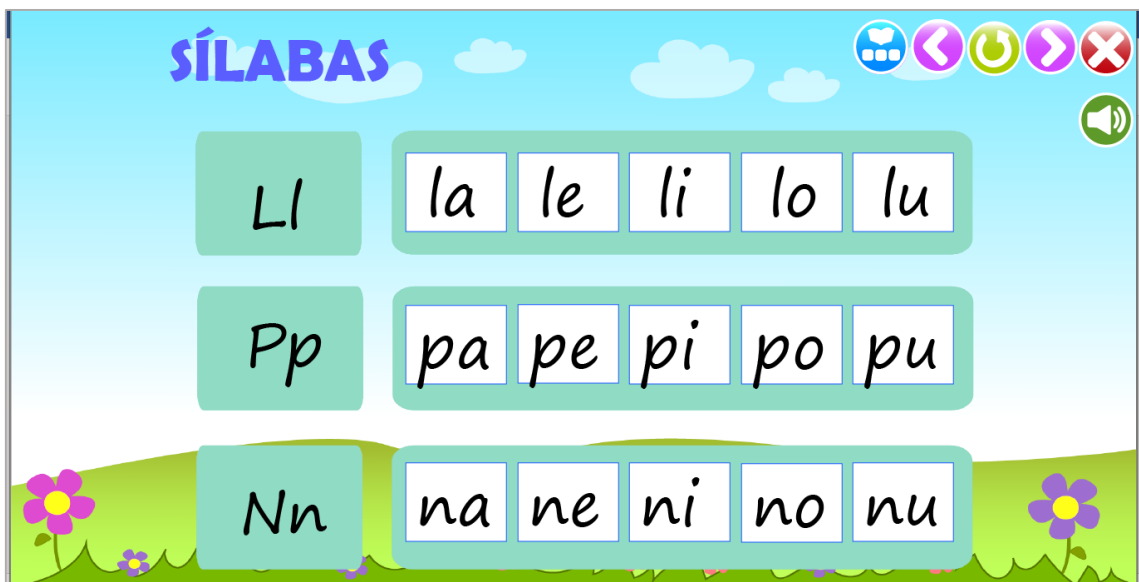 SÍLABAS
Ll la le li lo lu
Pp pa pe pi po pu
Nn na ne ni no nu